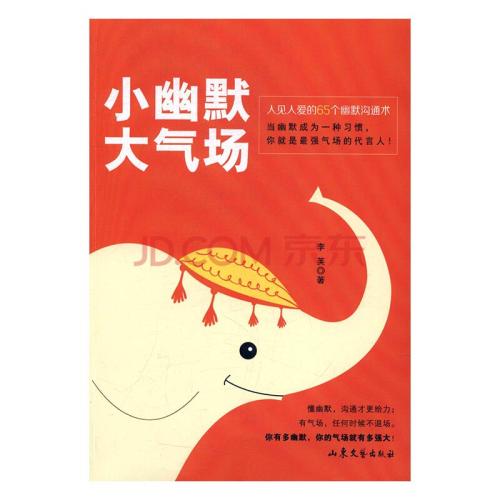 小幽默
大气场
人见人爱的65个幽默沟通术
当幽默成为一种习惯，
你就是最强气场的代言人！
JD.COM 京东
李芙 著
懂幽默，沟通才更给力；
有气场，任何时候不退场。
你有多幽默，你的气场就有多强大！
山东文艺出版社